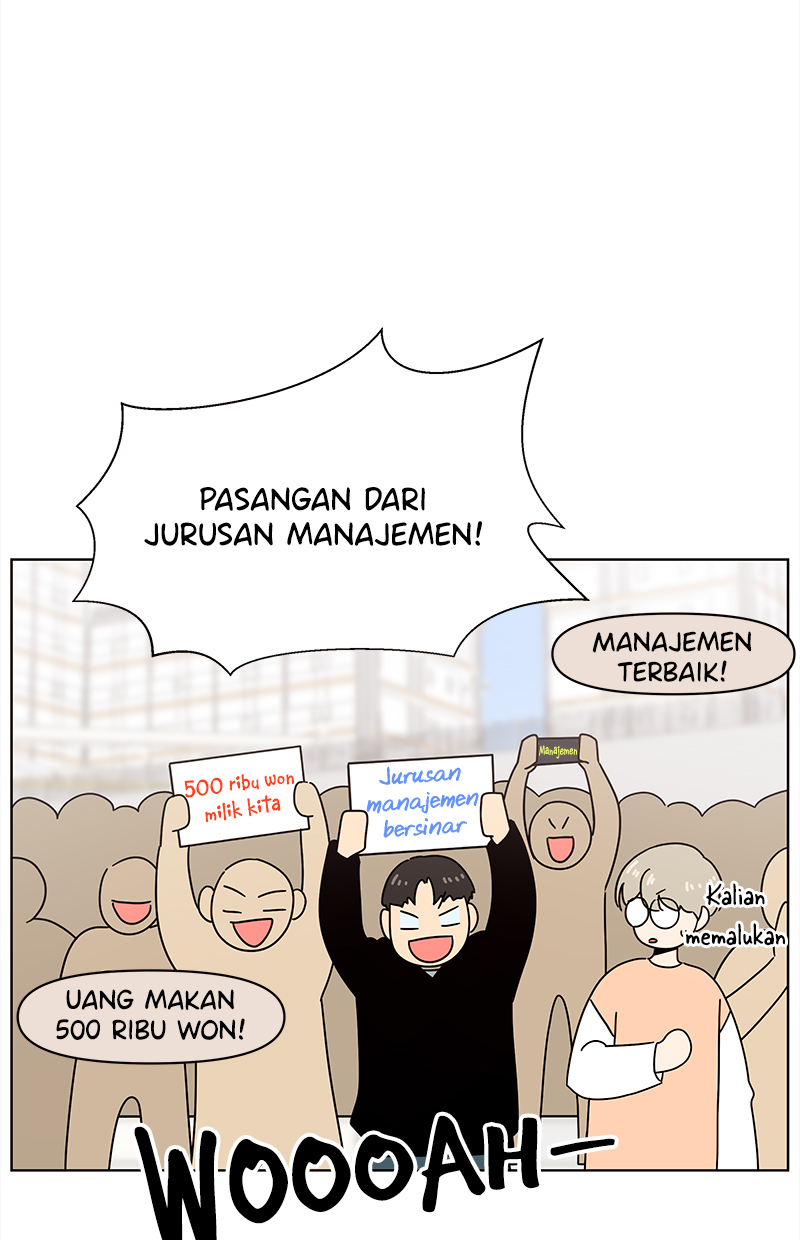 PASANGAN DARI
JURUSAN MANAJEMEN!
MANAJEMEN
TERBAIK!
Manajemen
500 ribu won
milik kita
Jurusan
manajemen
bersinar
Kalian
memalukan
UANG MAKAN
500 RIBU WON!
WOOOAH—